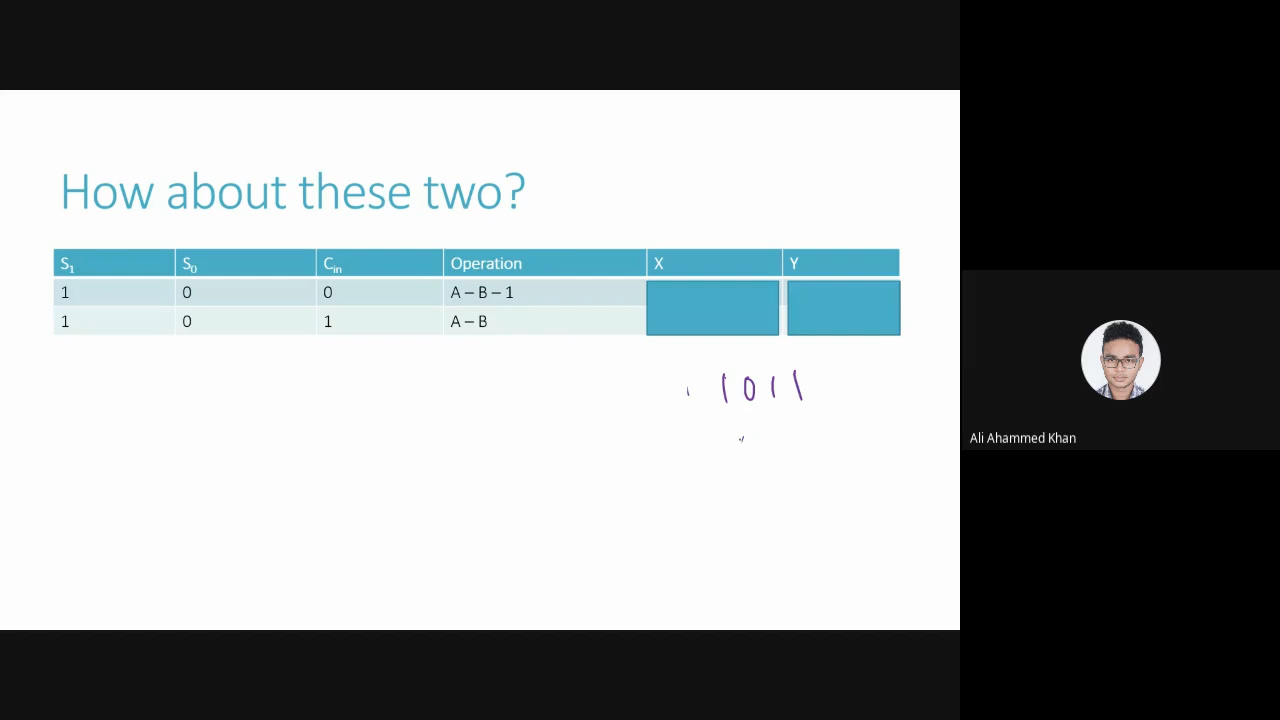 How about these two?
S₁ S₀ Cᵢₙ Operation X Y
1 0 0 A – B – 1
1 0 1 A – B
1011
Ali Ahammed Khan